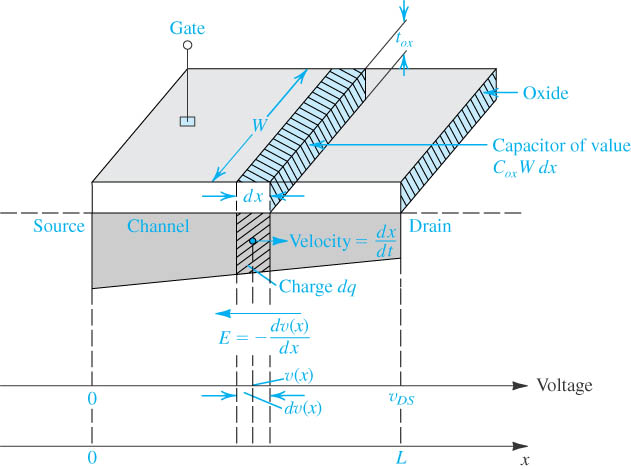 Gate
t_ox
Oxide
W
Capacitor of value
C_ox W dx
dx
Source
Channel
Velocity = dx/dt
Drain
Charge dq
E = − dv(x)/dx
v(x)
Voltage
0
dv(x)
v_DS
0
L
x